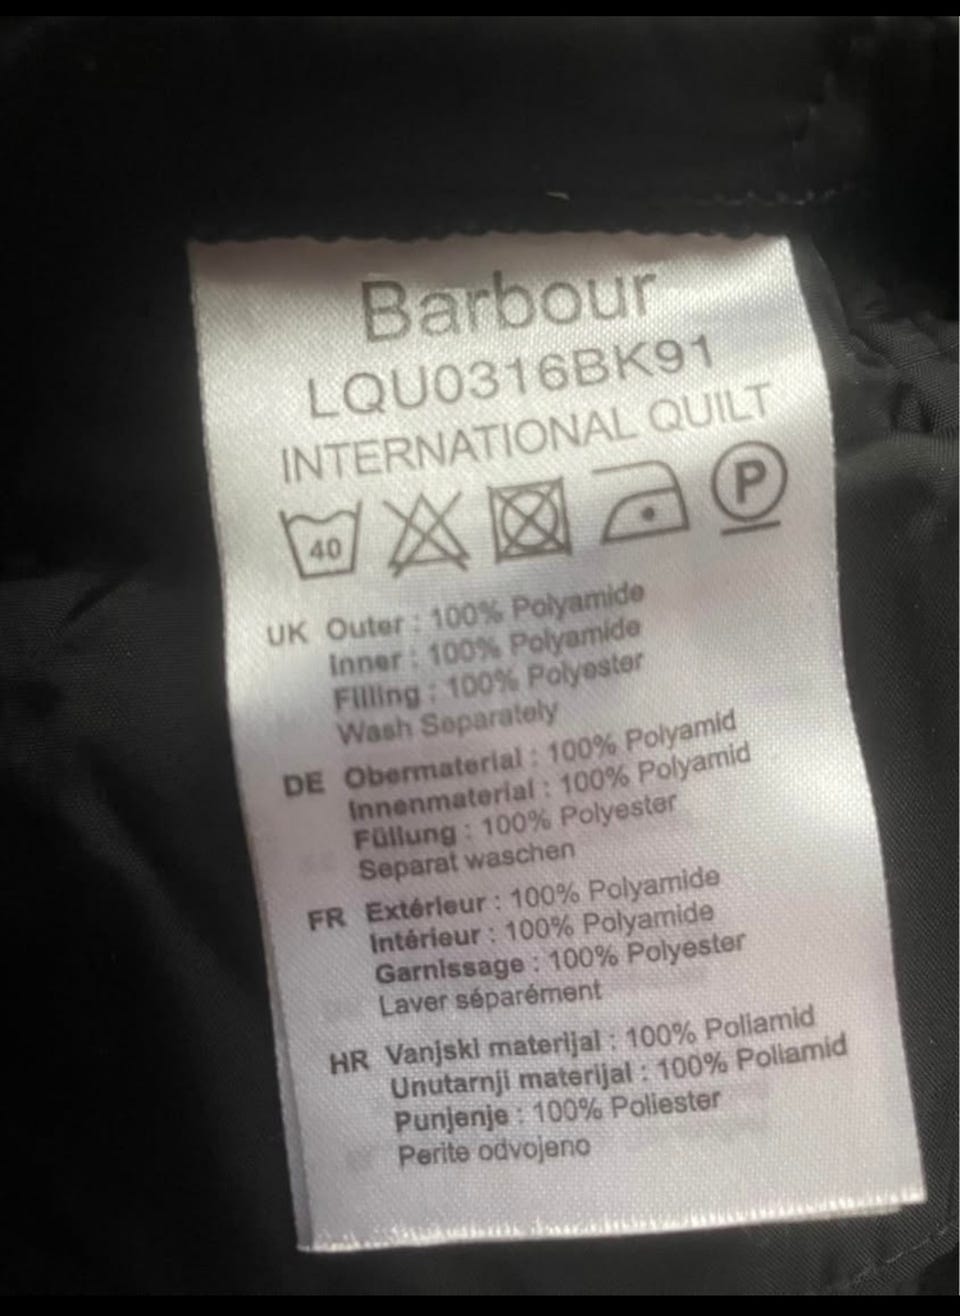 Barbour
LQU0316BK91
INTERNATIONAL QUILT
40 P
UK Outer : 100% Polyamide
Inner : 100% Polyamide
Filling : 100% Polyester
Wash Separately
DE Obermaterial : 100% Polyamid
Innenmaterial : 100% Polyamid
Füllung : 100% Polyester
Separat waschen
FR Extérieur : 100% Polyamide
Intérieur : 100% Polyamide
Garnissage : 100% Polyester
Laver séparément
HR Vanjski materijal : 100% Poliamid
Unutarnji materijal : 100% Poliamid
Punjenje : 100% Poliester
Perite odvojeno